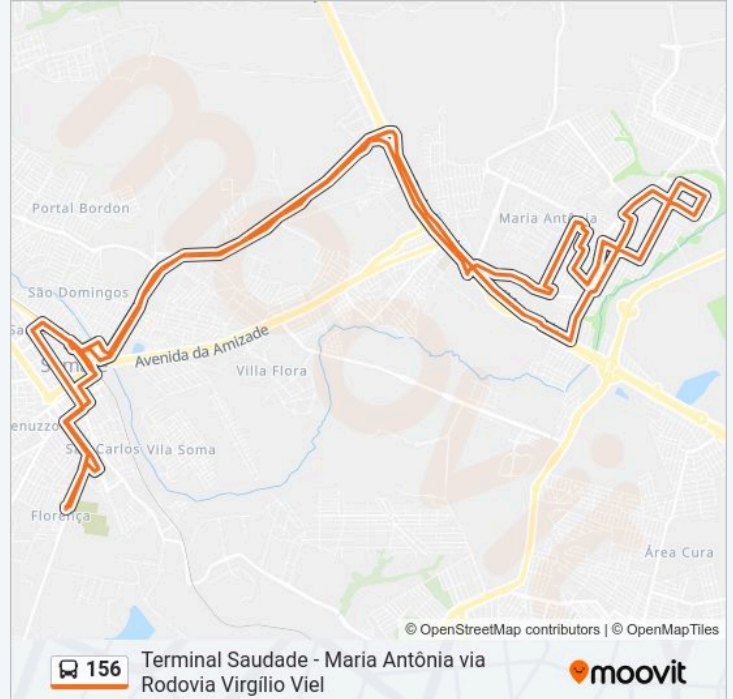 Portal Bordon
Maria Antônia
São Domingos
Avenida da Amizade
Villa Flora
São Carlos
Vila Soma
Florença
Área Cura
moovit
© OpenStreetMap contributors | © OpenMapTiles
156
Terminal Saudade - Maria Antônia via
Rodovia Virgílio Viel
moovit